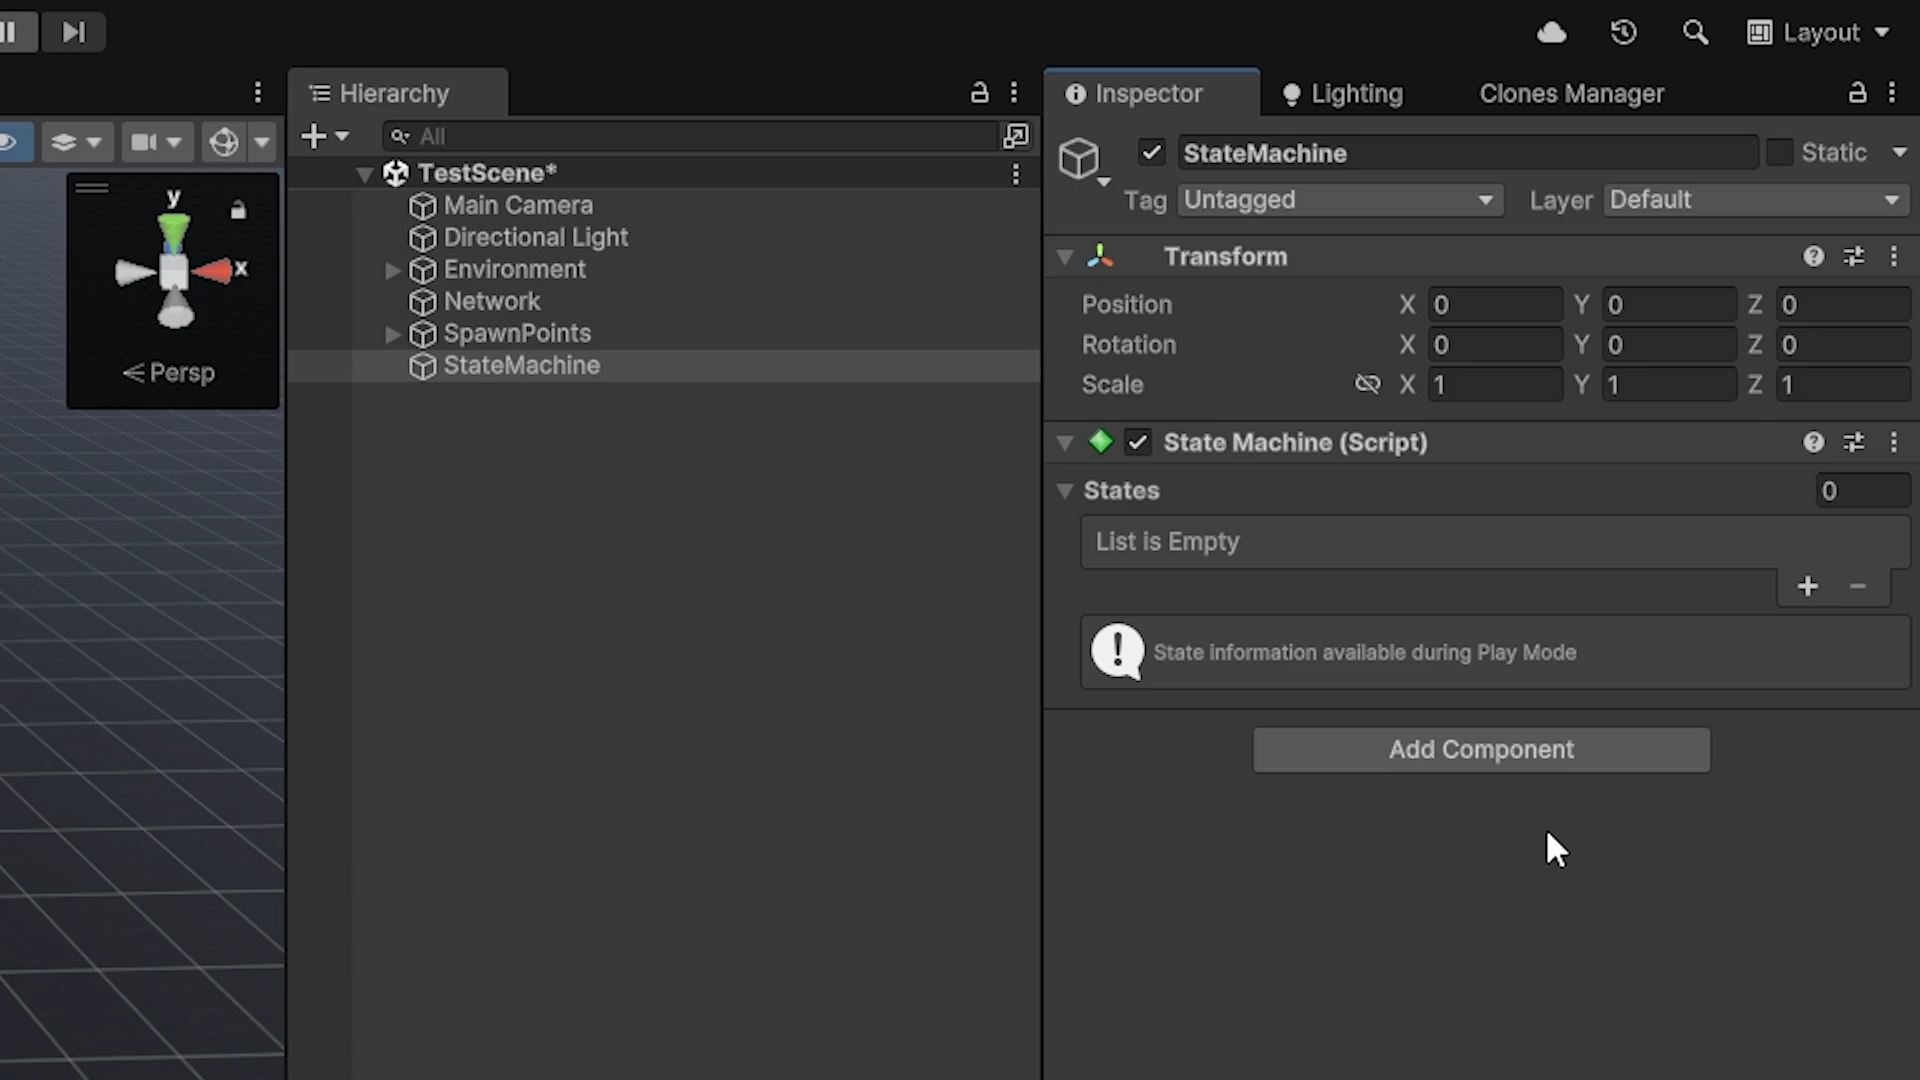 Layout
Hierarchy
Inspector
Lighting
Clones Manager
All
StateMachine
Static
TestScene*
Tag Untagged
Layer Default
Main Camera
Directional Light
Environment
Network
SpawnPoints
StateMachine
y
x
Persp
Transform
Position X 0 Y 0 Z 0
Rotation X 0 Y 0 Z 0
Scale X 1 Y 1 Z 1
State Machine (Script)
States 0
List is Empty
State information available during Play Mode
Add Component